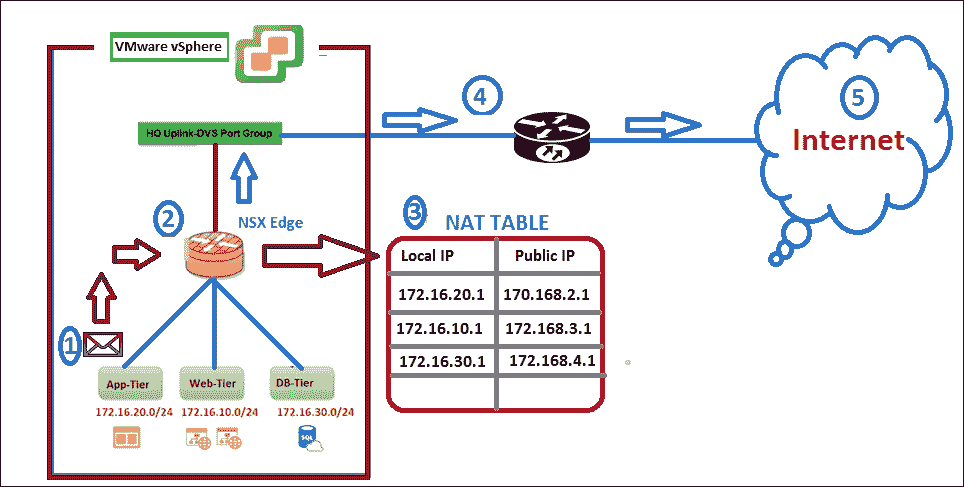 VMware vSphere
HQ Uplink-DVS Port Group
4
5
Internet
2
NSX Edge
3
NAT TABLE
Local IP Public IP
172.16.20.1 170.168.2.1
172.16.10.1 172.168.3.1
172.16.30.1 172.168.4.1
1
App-Tier Web-Tier DB-Tier
172.16.20.0/24 172.16.10.0/24 172.16.30.0/24
SQL